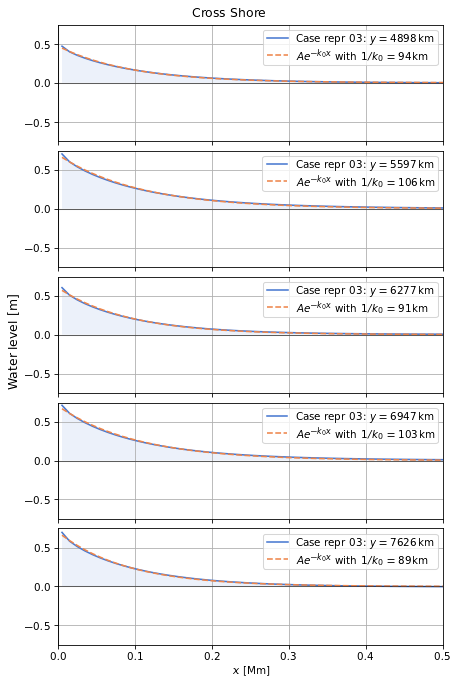 Cross Shore
Water level [m]
0.5
0.0
−0.5
Case repr 03: y = 4898 km
Ae^{−k₀x} with 1/k₀ = 94 km
0.5
0.0
−0.5
Case repr 03: y = 5597 km
Ae^{−k₀x} with 1/k₀ = 106 km
0.5
0.0
−0.5
Case repr 03: y = 6277 km
Ae^{−k₀x} with 1/k₀ = 91 km
0.5
0.0
−0.5
Case repr 03: y = 6947 km
Ae^{−k₀x} with 1/k₀ = 103 km
0.5
0.0
−0.5
Case repr 03: y = 7626 km
Ae^{−k₀x} with 1/k₀ = 89 km
0.0 0.1 0.2 0.3 0.4 0.5
x [Mm]